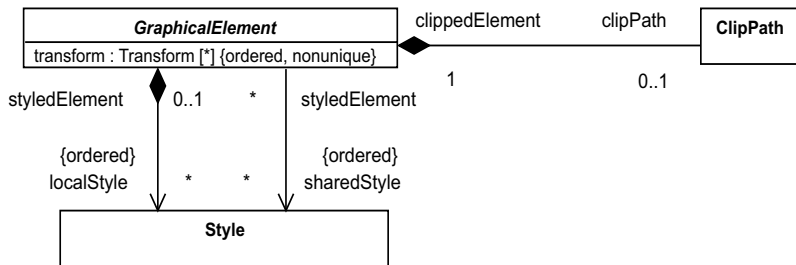 GraphicalElement
clippedElement clipPath
ClipPath
transform : Transform [*] {ordered, nonunique}
1 0..1
styledElement 0..1 * styledElement
{ordered} {ordered}
localStyle * * sharedStyle
Style